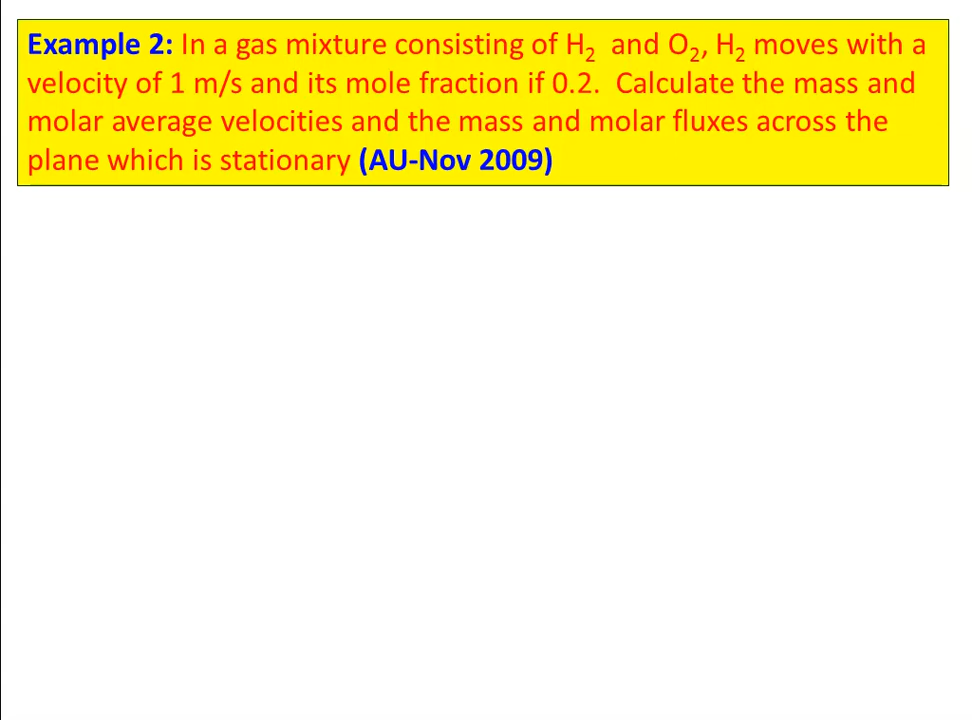 Example 2: In a gas mixture consisting of H₂ and O₂, H₂ moves with a
velocity of 1 m/s and its mole fraction if 0.2. Calculate the mass and
molar average velocities and the mass and molar fluxes across the
plane which is stationary (AU-Nov 2009)